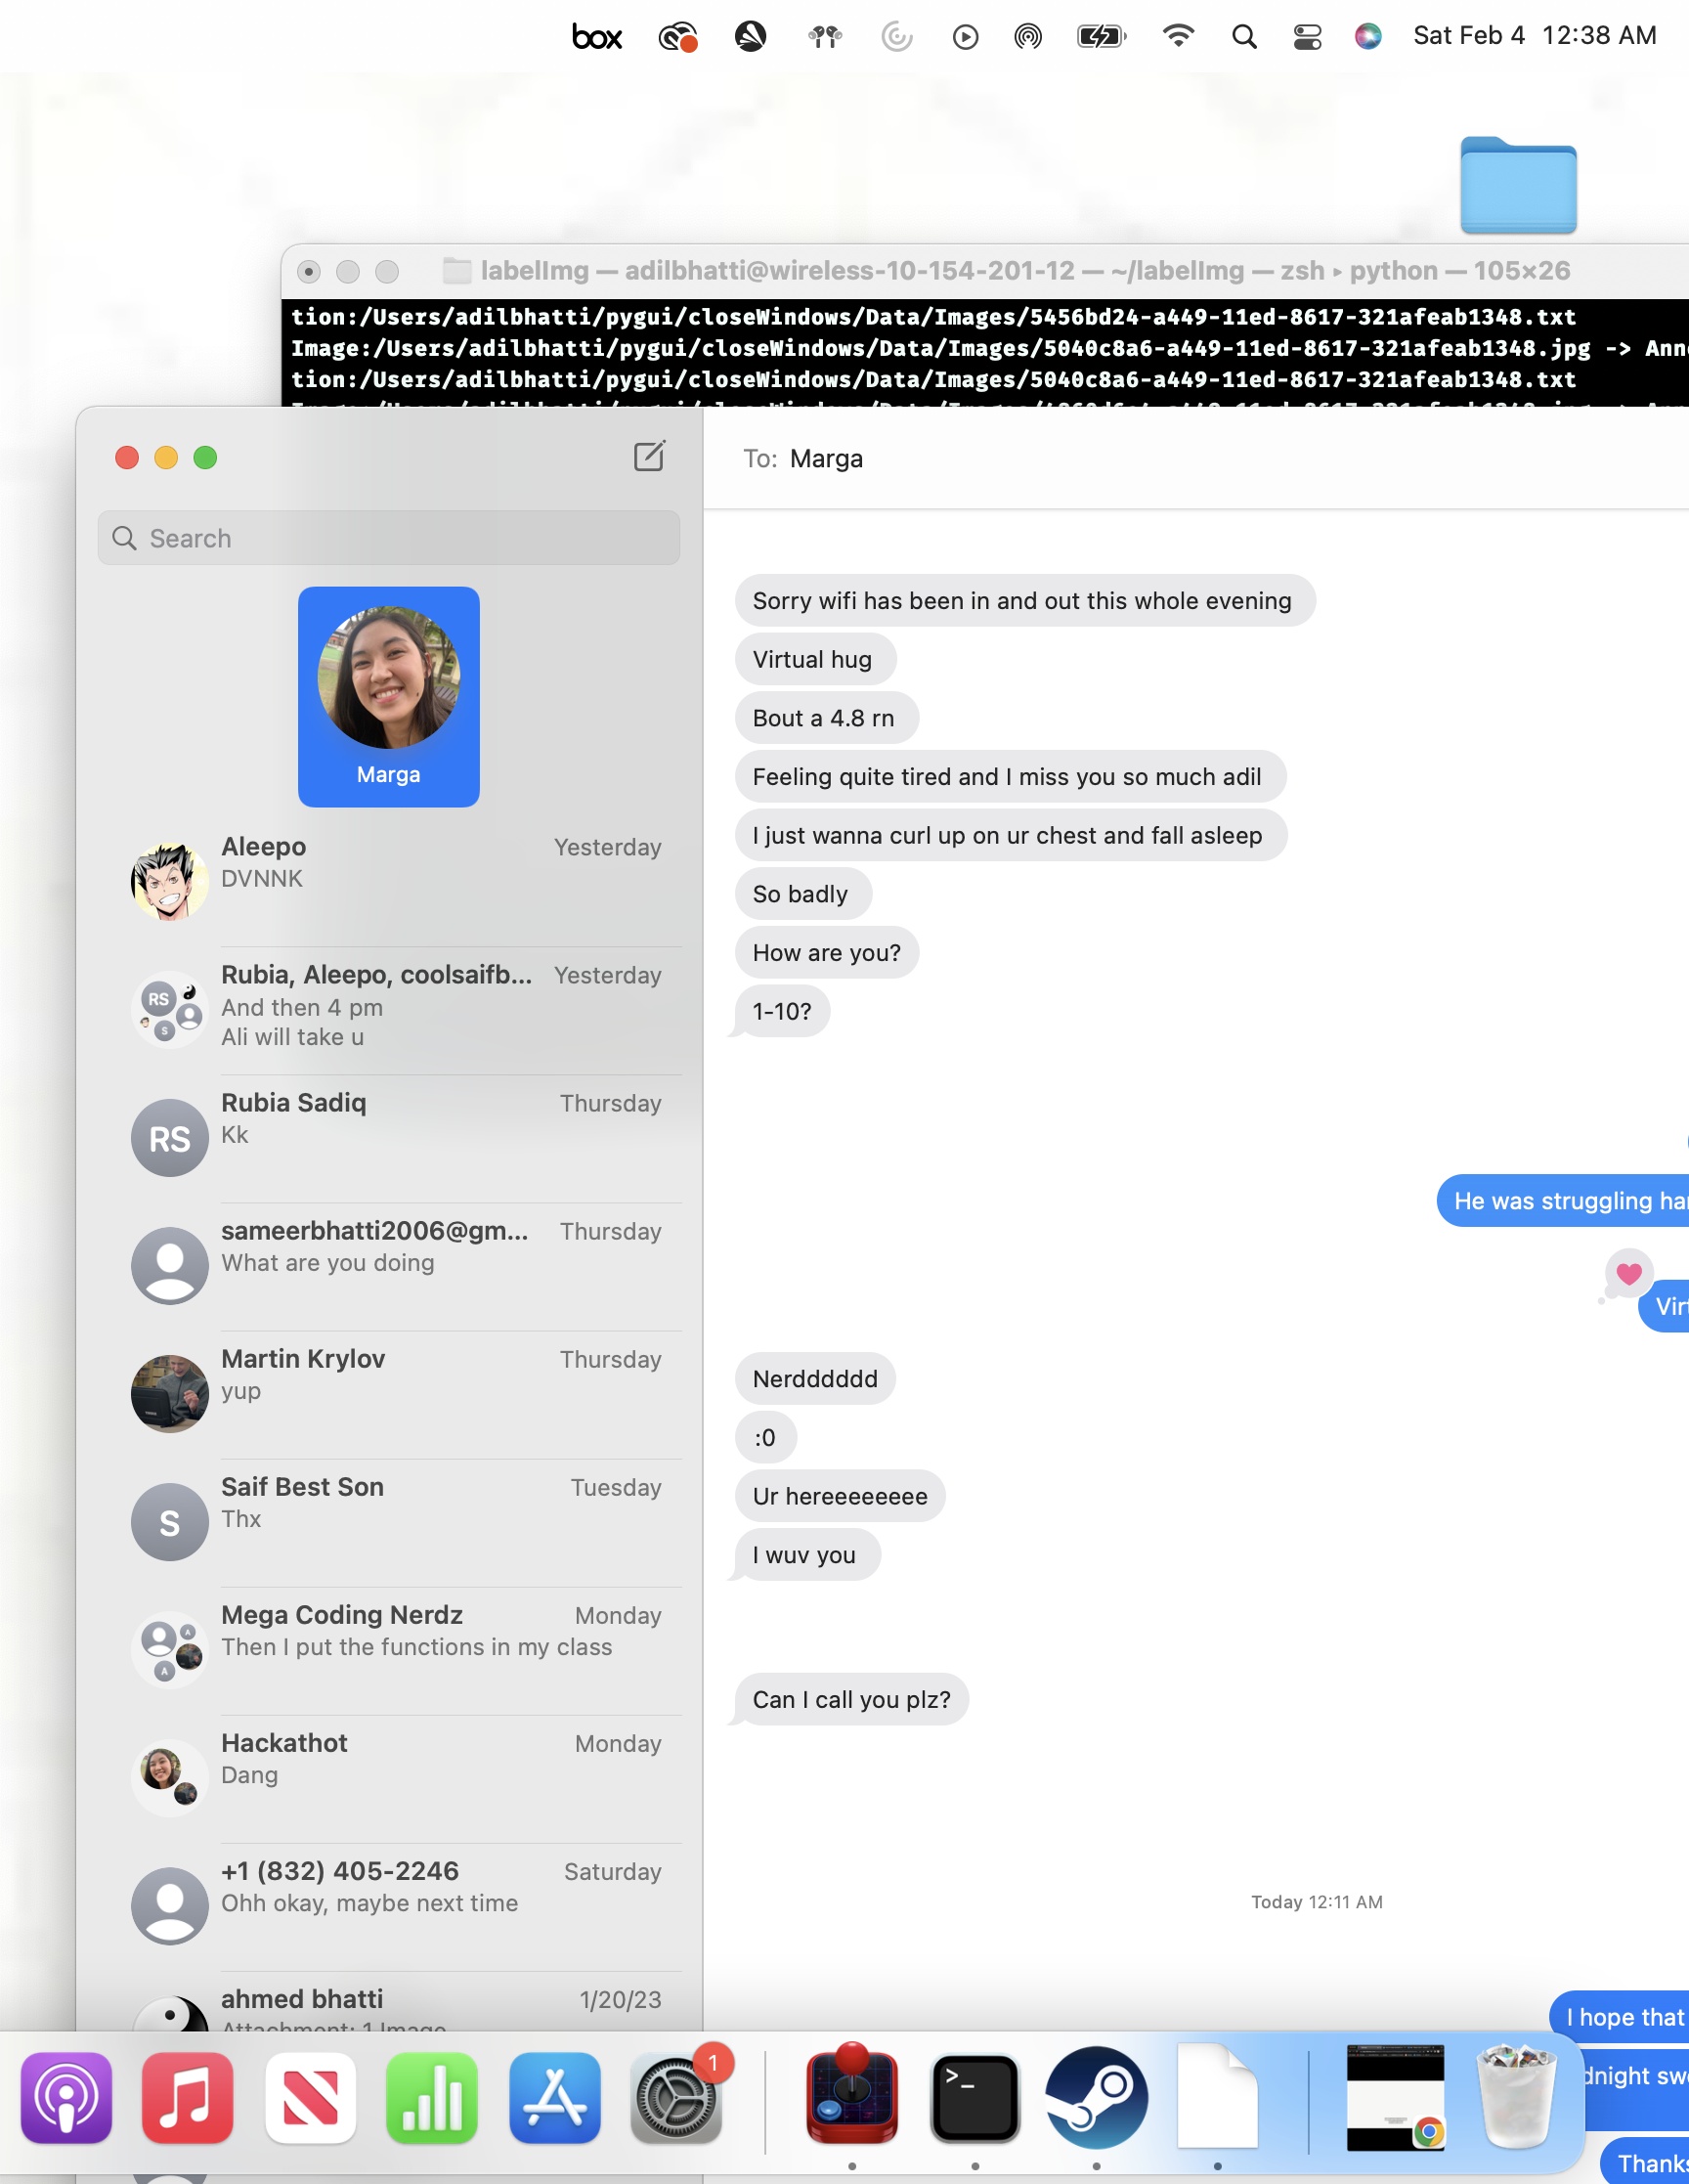 box
Sat Feb 4 12:38 AM
labelImg — adilbhatti@wireless-10-154-201-12 — ~/labelImg — zsh ▸ python — 105×26
tion:/Users/adilbhatti/pygui/closeWindows/Data/Images/5456bd24-a449-11ed-8617-321afeab1348.txt
Image:/Users/adilbhatti/pygui/closeWindows/Data/Images/5040c8a6-a449-11ed-8617-321afeab1348.jpg -> Ann
tion:/Users/adilbhatti/pygui/closeWindows/Data/Images/5040c8a6-a449-11ed-8617-321afeab1348.txt
Search
Marga
Aleepo Yesterday
DVNNK
RS
S
Rubia, Aleepo, coolsaifb... Yesterday
And then 4 pm
Ali will take u
RS
Rubia Sadiq Thursday
Kk
sameerbhatti2006@gm... Thursday
What are you doing
Martin Krylov Thursday
yup
S
Saif Best Son Tuesday
Thx
A
A
Mega Coding Nerdz Monday
Then I put the functions in my class
Hackathot Monday
Dang
+1 (832) 405-2246 Saturday
Ohh okay, maybe next time
ahmed bhatti 1/20/23
Attachment: 1 Image
To: Marga
Sorry wifi has been in and out this whole evening
Virtual hug
Bout a 4.8 rn
Feeling quite tired and I miss you so much adil
I just wanna curl up on ur chest and fall asleep
So badly
How are you?
1-10?
He was struggling har
Virt
Nerdddddd
:0
Ur hereeeeeeee
I wuv you
Can I call you plz?
Today 12:11 AM
I hope that
dnight swe
Thanks
1
>_